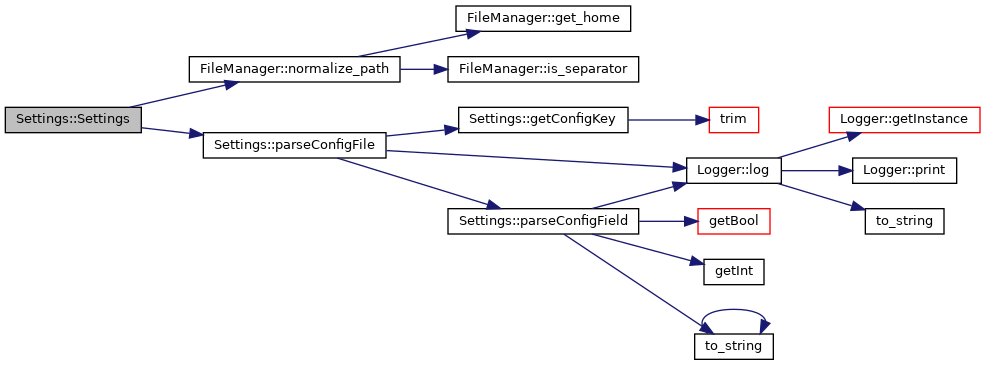 FileManager::get_home
FileManager::normalize_path
FileManager::is_separator
Settings::Settings
Settings::getConfigKey
trim
Logger::getInstance
Settings::parseConfigFile
Logger::log
Logger::print
Settings::parseConfigField
getBool
to_string
getInt
to_string